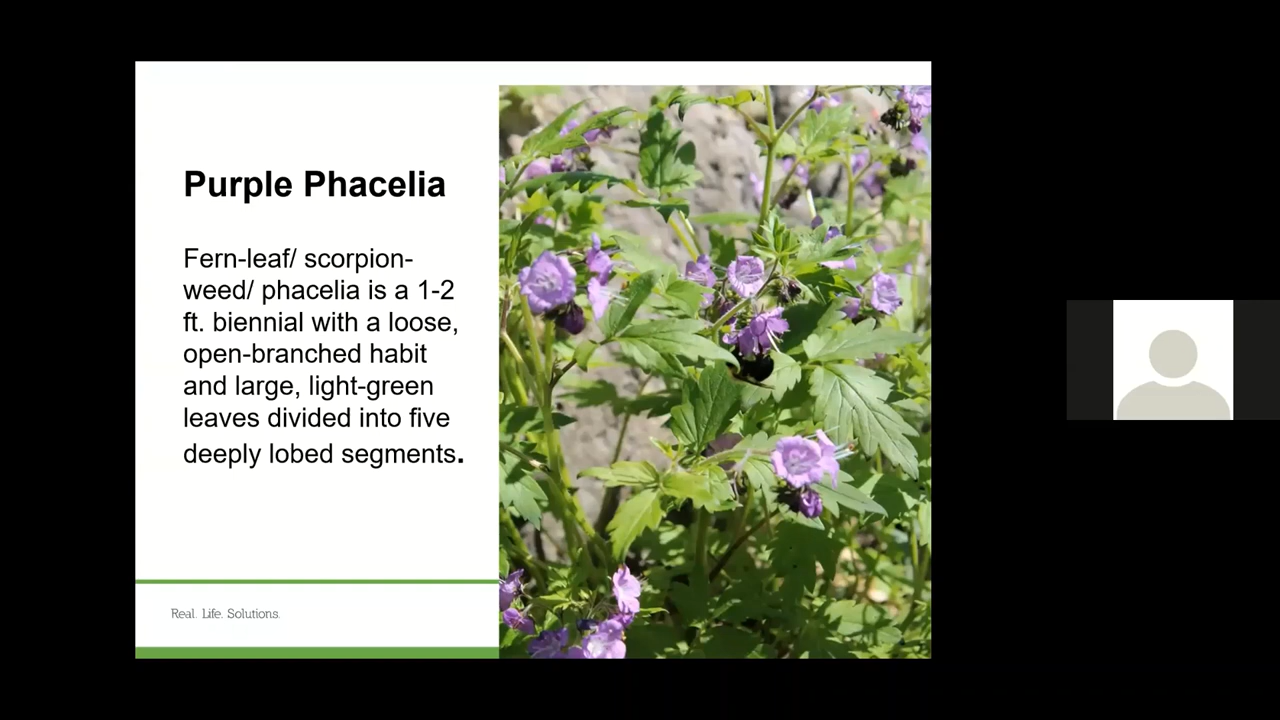 Purple Phacelia
Fern-leaf/ scorpion-
weed/ phacelia is a 1-2
ft. biennial with a loose,
open-branched habit
and large, light-green
leaves divided into five
deeply lobed segments.
Real. Life. Solutions.